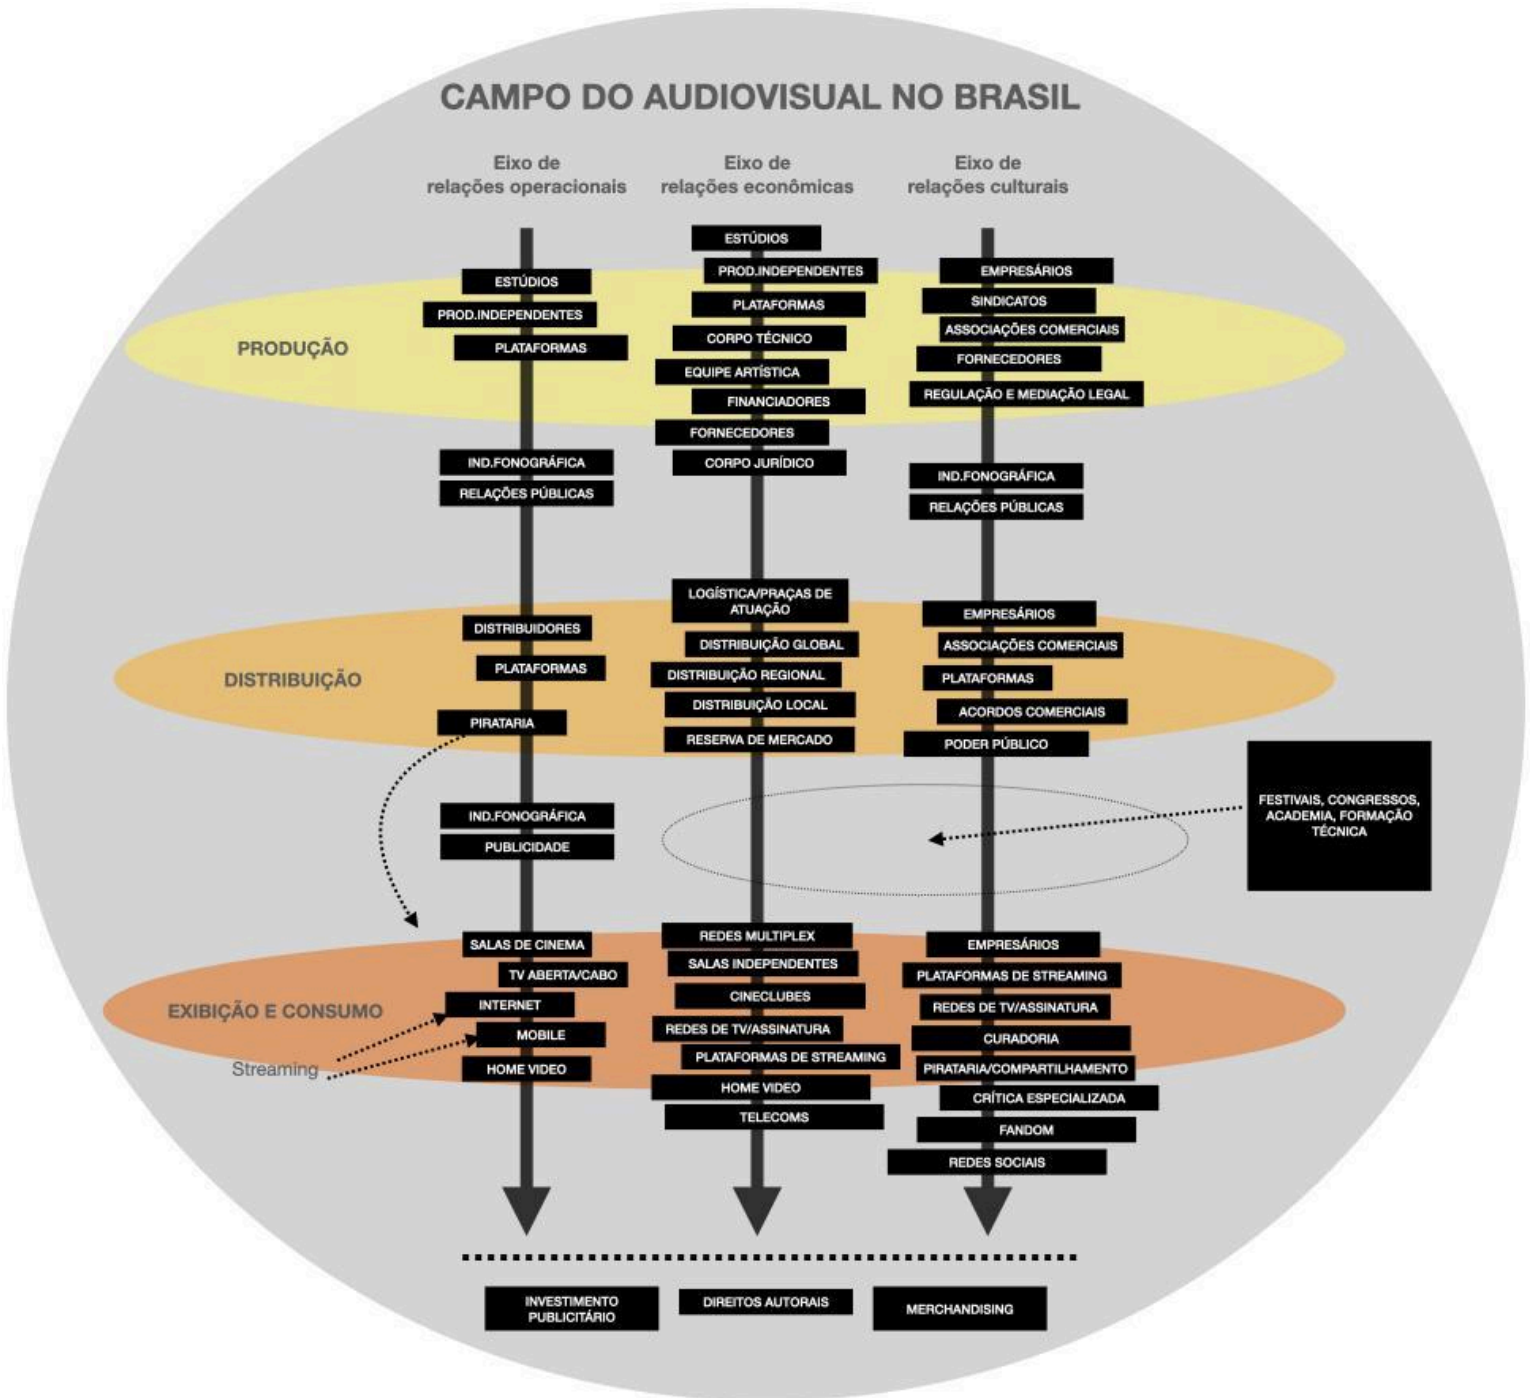 CAMPO DO AUDIOVISUAL NO BRASIL
Eixo de
relações operacionais
Eixo de
relações econômicas
Eixo de
relações culturais
PRODUÇÃO
ESTÚDIOS
PROD.INDEPENDENTES
PLATAFORMAS
IND.FONOGRÁFICA
RELAÇÕES PÚBLICAS
ESTÚDIOS
PROD.INDEPENDENTES
PLATAFORMAS
CORPO TÉCNICO
EQUIPE ARTÍSTICA
FINANCIADORES
FORNECEDORES
CORPO JURÍDICO
EMPRESÁRIOS
SINDICATOS
ASSOCIAÇÕES COMERCIAIS
FORNECEDORES
REGULAÇÃO E MEDIAÇÃO LEGAL
IND.FONOGRÁFICA
RELAÇÕES PÚBLICAS
DISTRIBUIÇÃO
DISTRIBUIDORES
PLATAFORMAS
PIRATARIA
IND.FONOGRÁFICA
PUBLICIDADE
LOGÍSTICA/PRAÇAS DE
ATUAÇÃO
DISTRIBUIÇÃO GLOBAL
DISTRIBUIÇÃO REGIONAL
DISTRIBUIÇÃO LOCAL
RESERVA DE MERCADO
EMPRESÁRIOS
ASSOCIAÇÕES COMERCIAIS
PLATAFORMAS
ACORDOS COMERCIAIS
PODER PÚBLICO
FESTIVAIS, CONGRESSOS,
ACADEMIA, FORMAÇÃO
TÉCNICA
EXIBIÇÃO E CONSUMO
Streaming
SALAS DE CINEMA
TV ABERTA/CABO
INTERNET
MOBILE
HOME VIDEO
REDES MULTIPLEX
SALAS INDEPENDENTES
CINECLUBES
REDES DE TV/ASSINATURA
PLATAFORMAS DE STREAMING
HOME VIDEO
TELECOMS
EMPRESÁRIOS
PLATAFORMAS DE STREAMING
REDES DE TV/ASSINATURA
CURADORIA
PIRATARIA/COMPARTILHAMENTO
CRÍTICA ESPECIALIZADA
FANDOM
REDES SOCIAIS
INVESTIMENTO
PUBLICITÁRIO
DIREITOS AUTORAIS
MERCHANDISING